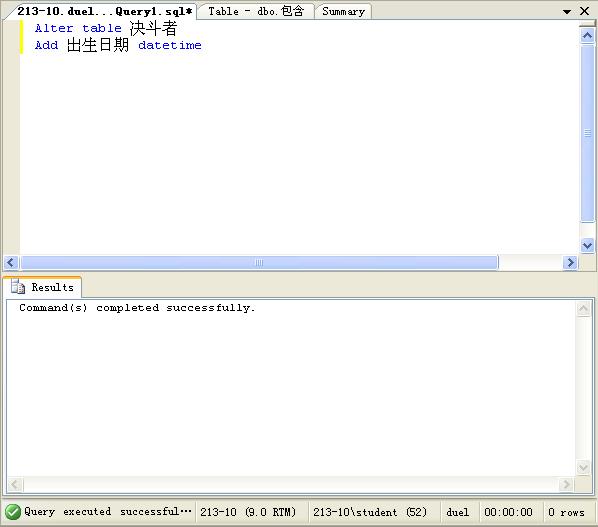 213-10.duel...Query1.sql* Table - dbo.包含 Summary
Alter table 决斗者
Add 出生日期 datetime
Results
Command(s) completed successfully.
Query executed successful... 213-10 (9.0 RTM) 213-10\student (52) duel 00:00:00 0 rows